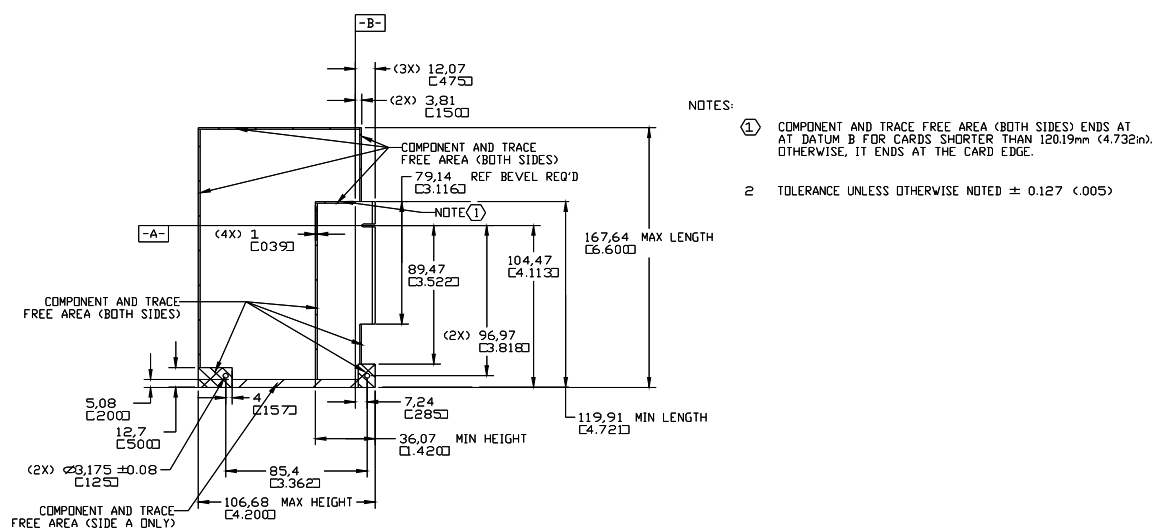 -B-
(3X) 12,07
[.475]
(2X) 3,81
[.150]
COMPONENT AND TRACE
FREE AREA (BOTH SIDES)
79,14 REF BEVEL REQ'D
[3.116]
NOTE 1
-A-
(4X) 1
[.039]
167,64 MAX LENGTH
[6.600]
104,47
[4.113]
89,47
[3.522]
COMPONENT AND TRACE
FREE AREA (BOTH SIDES)
(2X) 96,97
[3.818]
5,08
[.200]
4
[.157]
7,24
[.285]
119,91 MIN LENGTH
[4.721]
12,7
[.500]
36,07 MIN HEIGHT
[1.420]
(2X) ⌀3,175 ±0.08
[.125]
85,4
[3.362]
106,68 MAX HEIGHT
[4.200]
COMPONENT AND TRACE
FREE AREA (SIDE A ONLY)
NOTES:
1 COMPONENT AND TRACE FREE AREA (BOTH SIDES) ENDS AT
AT DATUM B FOR CARDS SHORTER THAN 120.19mm (4.732in).
OTHERWISE, IT ENDS AT THE CARD EDGE.
2 TOLERANCE UNLESS OTHERWISE NOTED ± 0.127 (.005)